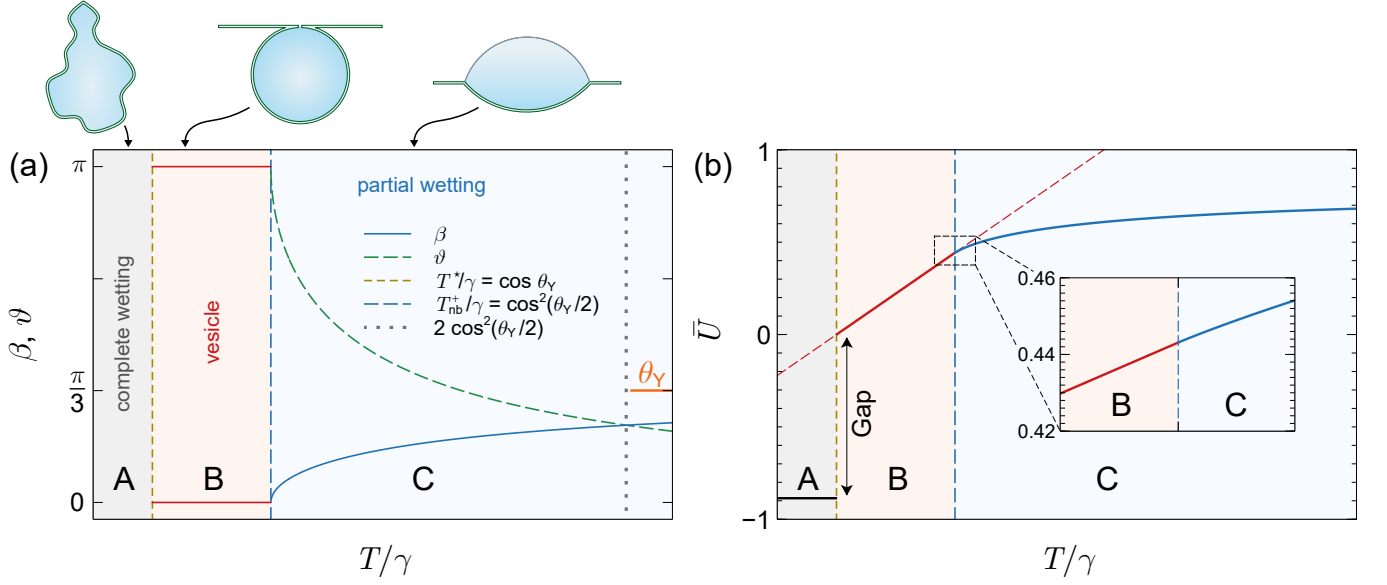 (a)
π
π/3
0
β, ϑ
complete wetting
vesicle
partial wetting
β
ϑ
T*/γ = cos θY
T+nb/γ = cos²(θY/2)
2 cos²(θY/2)
θY
A
B
C
T/γ
(b)
1
0
−1
Ū
Gap
A
B
C
0.46
0.44
0.42
B
C
T/γ